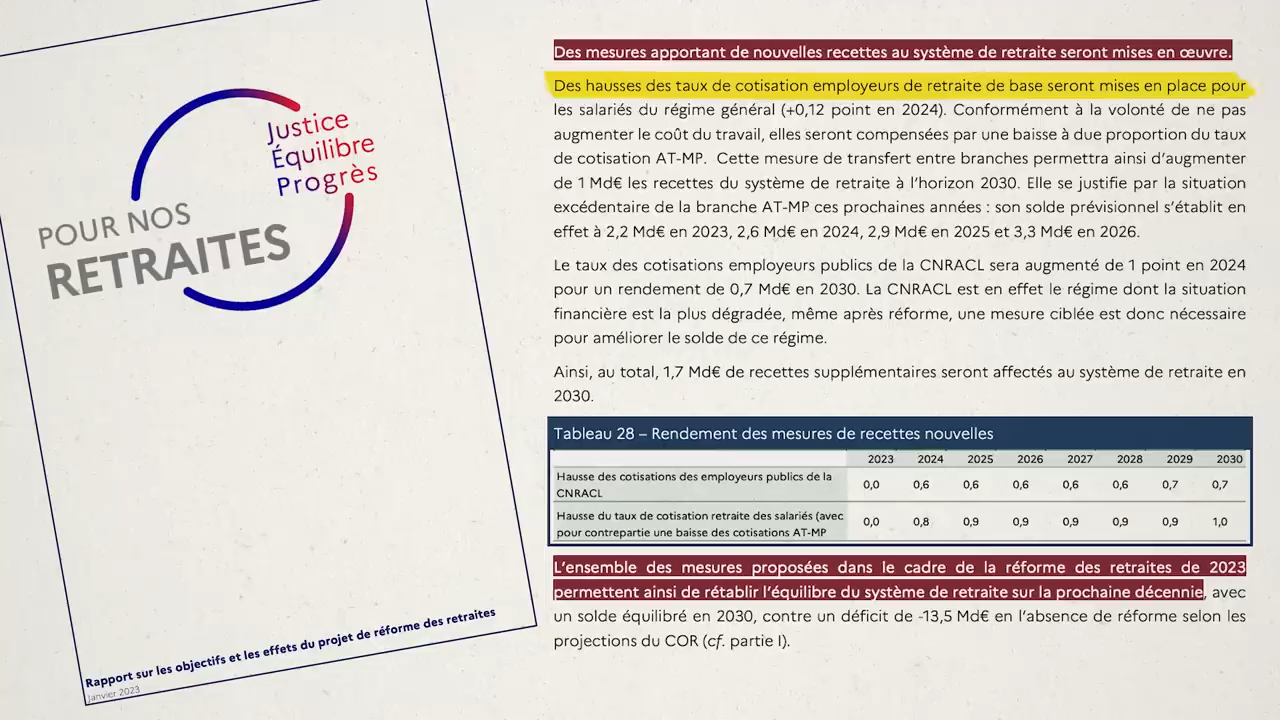 Justice
Équilibre
Progrès
POUR NOS
RETRAITES
Rapport sur les objectifs et les effets du projet de réforme des retraites
Janvier 2023
Des mesures apportant de nouvelles recettes au système de retraite seront mises en œuvre.
Des hausses des taux de cotisation employeurs de retraite de base seront mises en place pour
les salariés du régime général (+0,12 point en 2024). Conformément à la volonté de ne pas
augmenter le coût du travail, elles seront compensées par une baisse à due proportion du taux
de cotisation AT-MP. Cette mesure de transfert entre branches permettra ainsi d'augmenter
de 1 Md€ les recettes du système de retraite à l'horizon 2030. Elle se justifie par la situation
excédentaire de la branche AT-MP ces prochaines années : son solde prévisionnel s'établit en
effet à 2,2 Md€ en 2023, 2,6 Md€ en 2024, 2,9 Md€ en 2025 et 3,3 Md€ en 2026.
Le taux des cotisations employeurs publics de la CNRACL sera augmenté de 1 point en 2024
pour un rendement de 0,7 Md€ en 2030. La CNRACL est en effet le régime dont la situation
financière est la plus dégradée, même après réforme, une mesure ciblée est donc nécessaire
pour améliorer le solde de ce régime.
Ainsi, au total, 1,7 Md€ de recettes supplémentaires seront affectés au système de retraite en
2030.
Tableau 28 – Rendement des mesures de recettes nouvelles
2023 2024 2025 2026 2027 2028 2029 2030
Hausse des cotisations des employeurs publics de la
CNRACL
0,0 0,6 0,6 0,6 0,6 0,6 0,7 0,7
Hausse du taux de cotisation retraite des salariés (avec
pour contrepartie une baisse des cotisations AT-MP
0,0 0,8 0,9 0,9 0,9 0,9 0,9 1,0
L'ensemble des mesures proposées dans le cadre de la réforme des retraites de 2023
permettent ainsi de rétablir l'équilibre du système de retraite sur la prochaine décennie, avec
un solde équilibré en 2030, contre un déficit de -13,5 Md€ en l'absence de réforme selon les
projections du COR (cf. partie I).